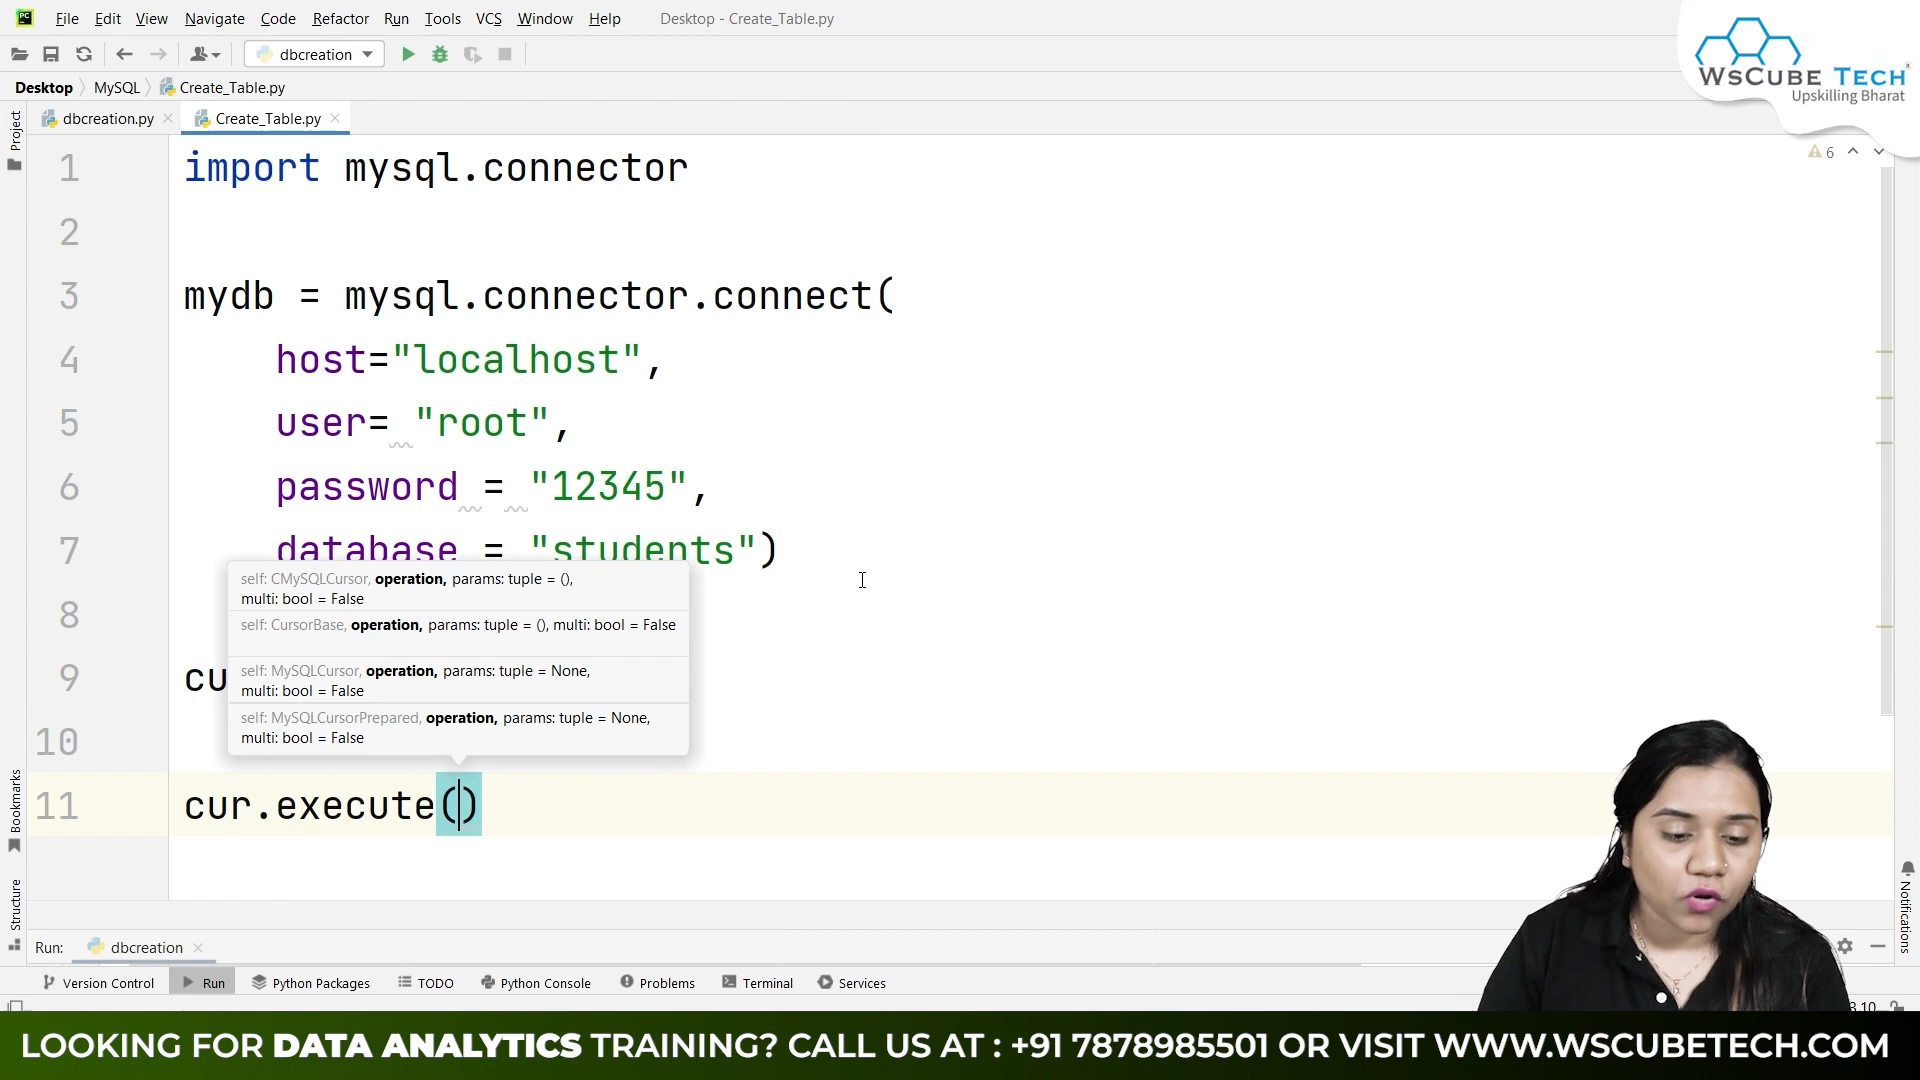 File Edit View Navigate Code Refactor Run Tools VCS Window Help Desktop - Create_Table.py
dbcreation
WSCUBE TECH
Upskilling Bharat
Desktop MySQL Create_Table.py
dbcreation.py Create_Table.py
Project
6
1 import mysql.connector
2
3 mydb = mysql.connector.connect(
4 host="localhost",
5 user= "root",
6 password = "12345",
7 database = "students")
self: CMySQLCursor, operation, params: tuple = (),
multi: bool = False
8
self: CursorBase, operation, params: tuple = (), multi: bool = False
9 cu
self: MySQLCursor, operation, params: tuple = None,
multi: bool = False
10
self: MySQLCursorPrepared, operation, params: tuple = None,
multi: bool = False
11 cur.execute()
Bookmarks
Structure
Notifications
Run: dbcreation
Version Control Run Python Packages TODO Python Console Problems Terminal Services
3.10
LOOKING FOR DATA ANALYTICS TRAINING? CALL US AT : +91 7878985501 OR VISIT WWW.WSCUBETECH.COM